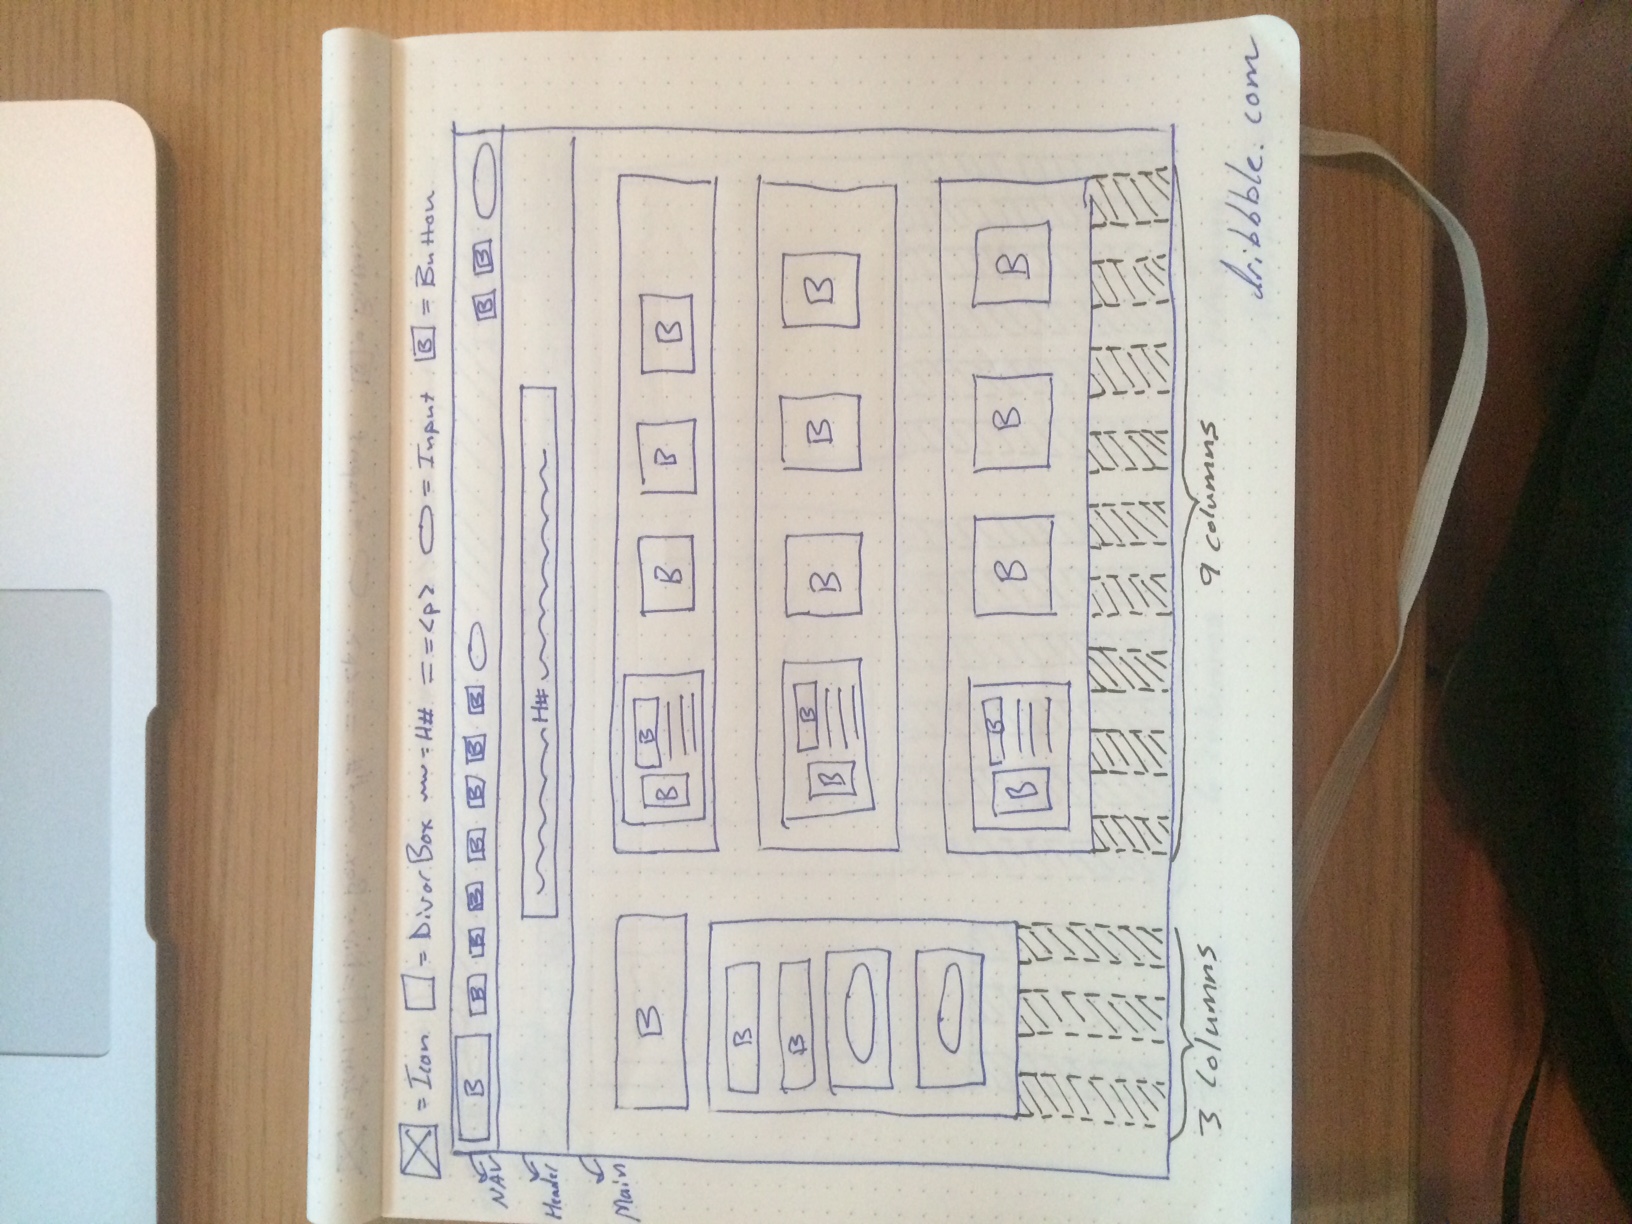 = Icon = Div or Box = H# = <p> = Input B = Button
NAV B B B B B B B B B B
Header H#
Main
B B B B B B
B B B B B B
B
B B B B B
3 columns 9 columns
dribbble.com